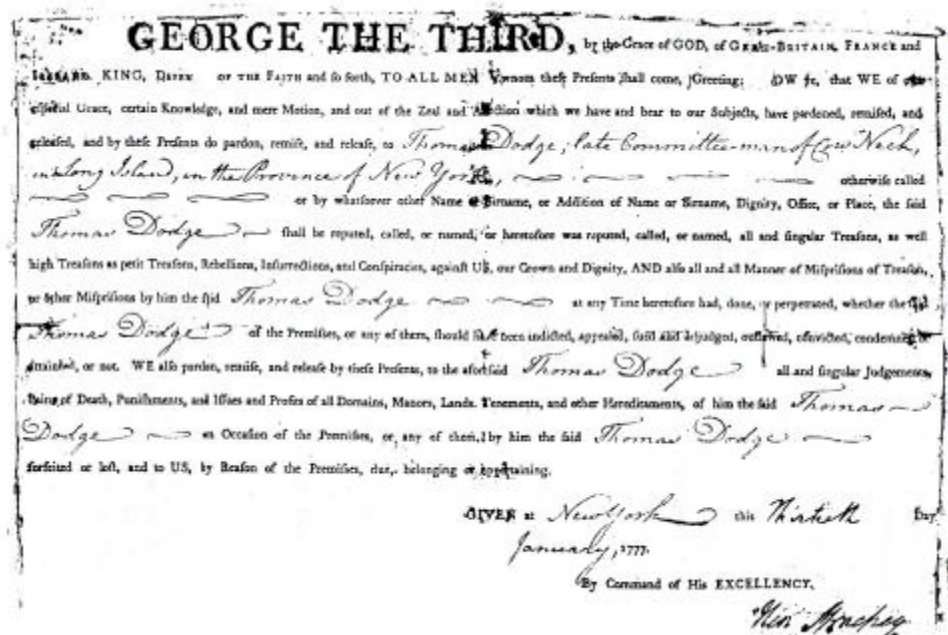 GEORGE THE THIRD, by the Grace of GOD, of GREAT-BRITAIN, FRANCE and
IRELAND, KING, DEFEN OF THE FAITH and so forth, TO ALL MEN whom these Presents shall come, Greeting; OW ye, that WE of our
especial Grace, certain Knowledge, and mere Motion, and out of the Zeal and Affection which we have and bear to our Subjects, have pardoned, remised, and
released, and by these Presents do pardon, remise, and release, to Thomas Dodge, late Committee-man of Cow Neck,
in Long Island, in the Province of New York, otherwise called
or by whatsoever other Name or Sirname, or Addition of Name or Sirname, Dignity, Office, or Place, the said
Thomas Dodge shall be reputed, called, or named, or heretofore was reputed, called, or named, all and singular Treasons, as well
high Treasons as petit Treasons, Rebellions, Insurrections, and Conspiracies, against US, our Crown and Dignity, AND also all and all Manner of Misprisions of Treason,
or other Misprisions by him the said Thomas Dodge at any Time heretofore had, done, or perpetrated, whether the said
Thomas Dodge of the Premises, or any of them, should have been indicted, appealed, sued and adjudged, outlawed, convicted, condemned or
attainted, or not. WE also pardon, remise, and release by these Presents, to the aforesaid Thomas Dodge all and singular Judgements,
Pains of Death, Punishments, and Issues and Profits of all Domains, Manors, Lands, Tenements, and other Hereditaments, of him the said Thomas
Dodge on Occasion of the Premises, or any of them, by him the said Thomas Dodge
forfeited or lost, and to US, by Reason of the Premises, due, belonging or appertaining.
GIVEN at New York this Thirtieth Day
January, 1777.
By Command of His EXCELLENCY.